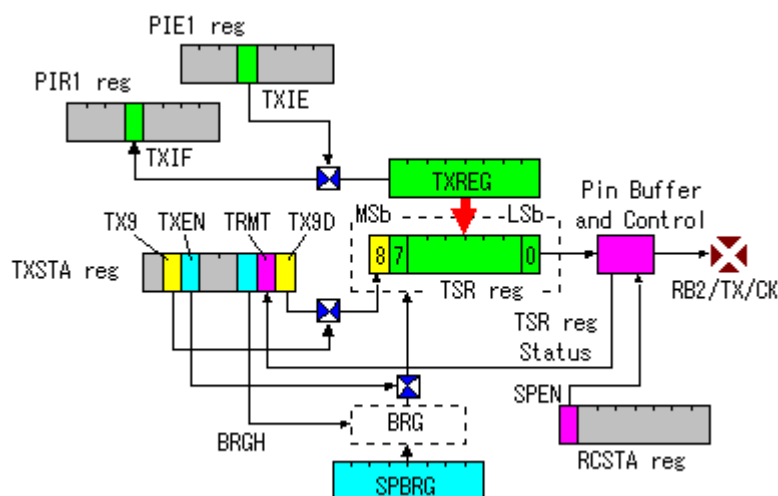 PIE1 reg
PIR1 reg
TXIE
TXIF
TXREG
Pin Buffer
and Control
MSb
LSb
TX9
TXEN
TRMT
TX9D
TXSTA reg
8 7 0
TSR reg
RB2/TX/CK
TSR reg
Status
SPEN
BRG
BRGH
RCSTA reg
SPBRG